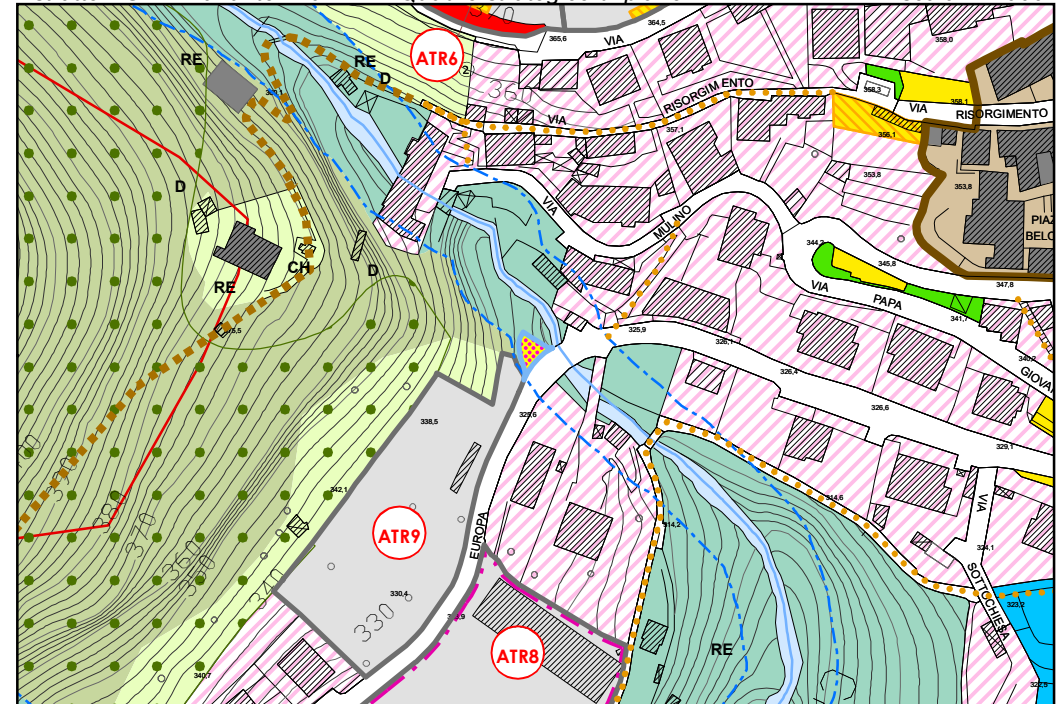 365,6
VIA
364,5
358,0
ATR6
2
360
RE
RE
D
358,3
358,1
VIA
RISORGIMENTO
VIA
RISORGIMENTO
357,1
356,1
353,8
353,8
D
VIA
MULINO
344,2
345,8
347,8
VIA
PAPA
341,7
CH
D
RE
325,9
326,1
340,2
326,4
326,6
329,1
329,6
338,5
342,1
314,6
314,2
VIA
324,1
ATR9
EUROPA
SOTTOCHIESA
330,4
330
323,2
370
350
340
ATR8
RE
340,7